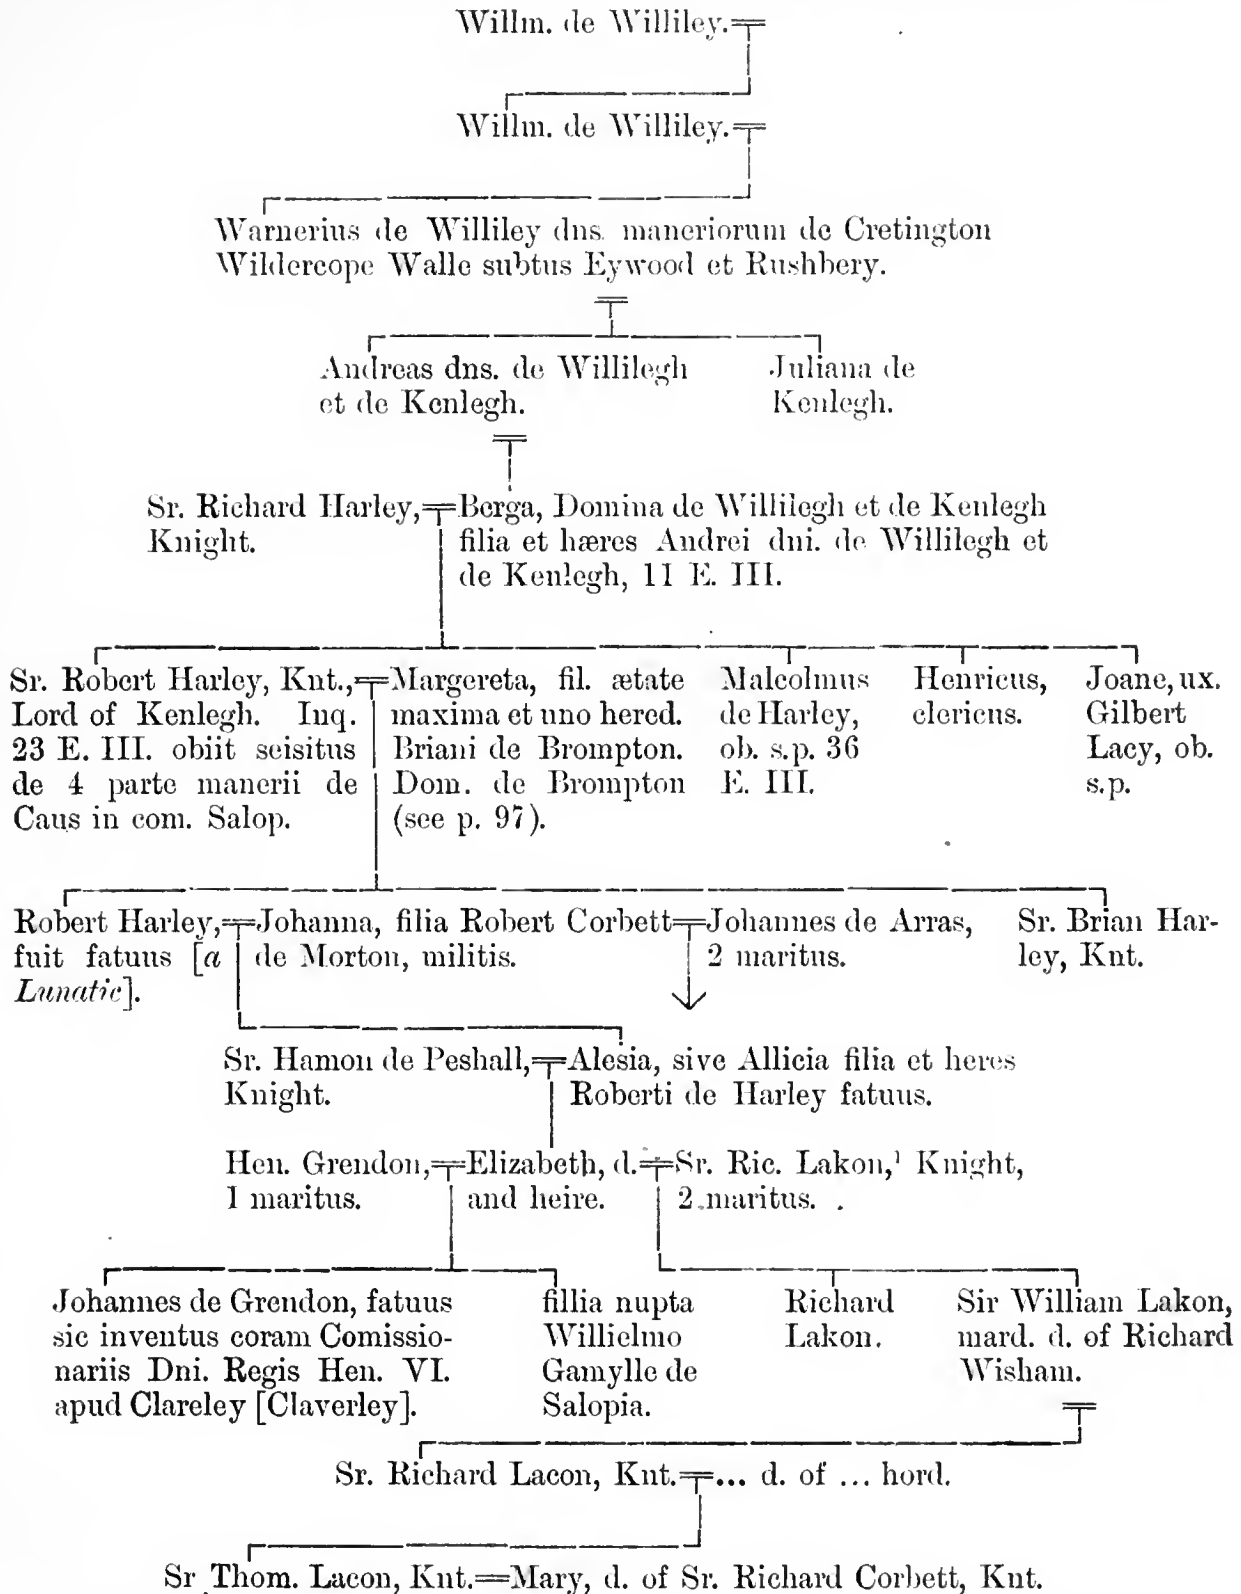 Willm. de Williley.
Willm. de Williley.
Warnerius de Williley dns. maneriorum de Cretington
Wildercope Walle subtus Eywood et Rushbery.
Andreas dns. de Willilegh
et de Kenlegh.
Juliana de
Kenlegh.
Sr. Richard Harley,
Knight.
Berga, Domina de Willilegh et de Kenlegh
filia et hæres Andrei dni. de Willilegh et
de Kenlegh, 11 E. III.
Sr. Robert Harley, Knt.,
Lord of Kenlegh. Inq.
23 E. III. obiit seisitus
de 4 parte manerii de
Caus in com. Salop.
Margereta, fil. ætate
maxima et uno hered.
Briani de Brompton.
Dom. de Brompton
(see p. 97).
Malcolmus
de Harley,
ob. s.p. 36
E. III.
Henricus,
clericus.
Joane, ux.
Gilbert
Lacy, ob.
s.p.
Robert Harley,
fuit fatuus [a
Lunatic].
Johanna, filia Robert Corbett
de Morton, militis.
Johannes de Arras,
2 maritus.
Sr. Brian Har-
ley, Knt.
Sr. Hamon de Peshall,
Knight.
Alesia, sive Allicia filia et heres
Roberti de Harley fatuus.
Hen. Grendon,
1 maritus.
Elizabeth, d.
and heire.
Sr. Ric. Lakon,¹ Knight,
2 maritus.
Johannes de Grendon, fatuus
sic inventus coram Comissio-
nariis Dni. Regis Hen. VI.
apud Clareley [Claverley].
fillia nupta
Willielmo
Gamylle de
Salopia.
Richard
Lakon.
Sir William Lakon,
mard. d. of Richard
Wisham.
Sr. Richard Lacon, Knt. ... d. of ... hord.
Sr Thom. Lacon, Knt. Mary, d. of Sr. Richard Corbett, Knt.